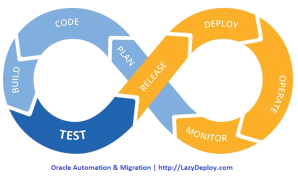 CODE
DEPLOY
PLAN
RELEASE
BUILD
OPERATE
TEST
MONITOR
Oracle Automation & Migration | http://LazyDeploy.com